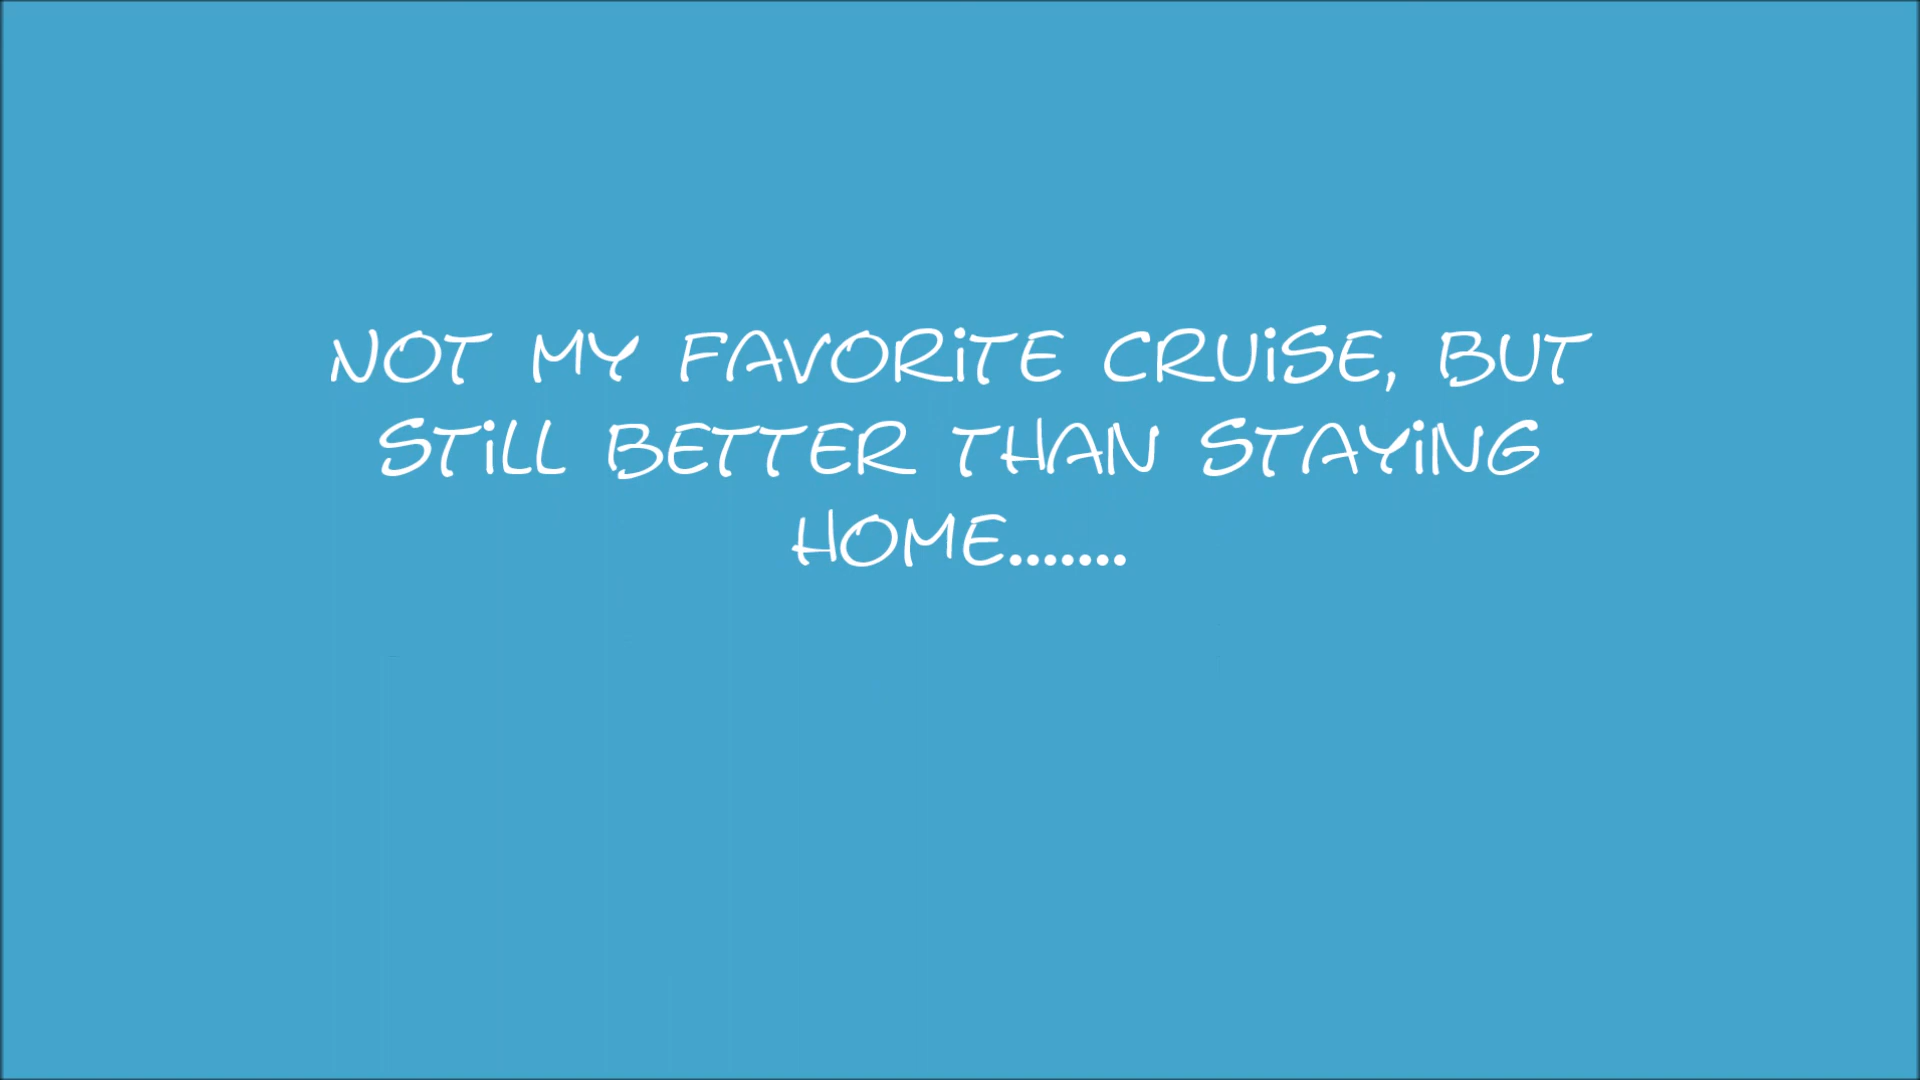 NOT MY FAVORiTE CRUiSE, BUT
STiLL BETTER THAN STAYiNG
HOME.......